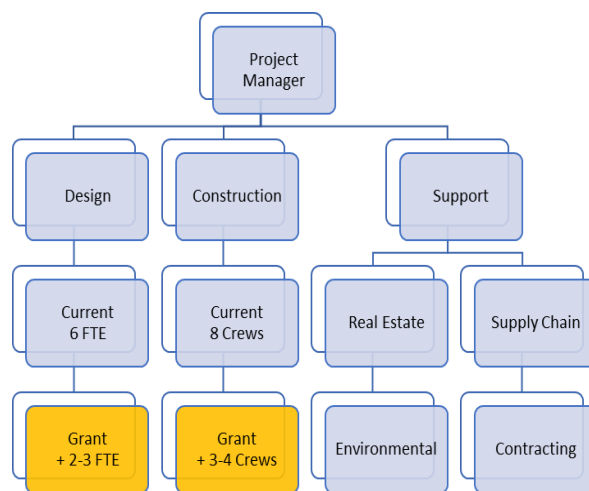 Project
Manager
Design
Construction
Support
Current
6 FTE
Current
8 Crews
Real Estate
Supply Chain
Grant
+ 2-3 FTE
Grant
+ 3-4 Crews
Environmental
Contracting